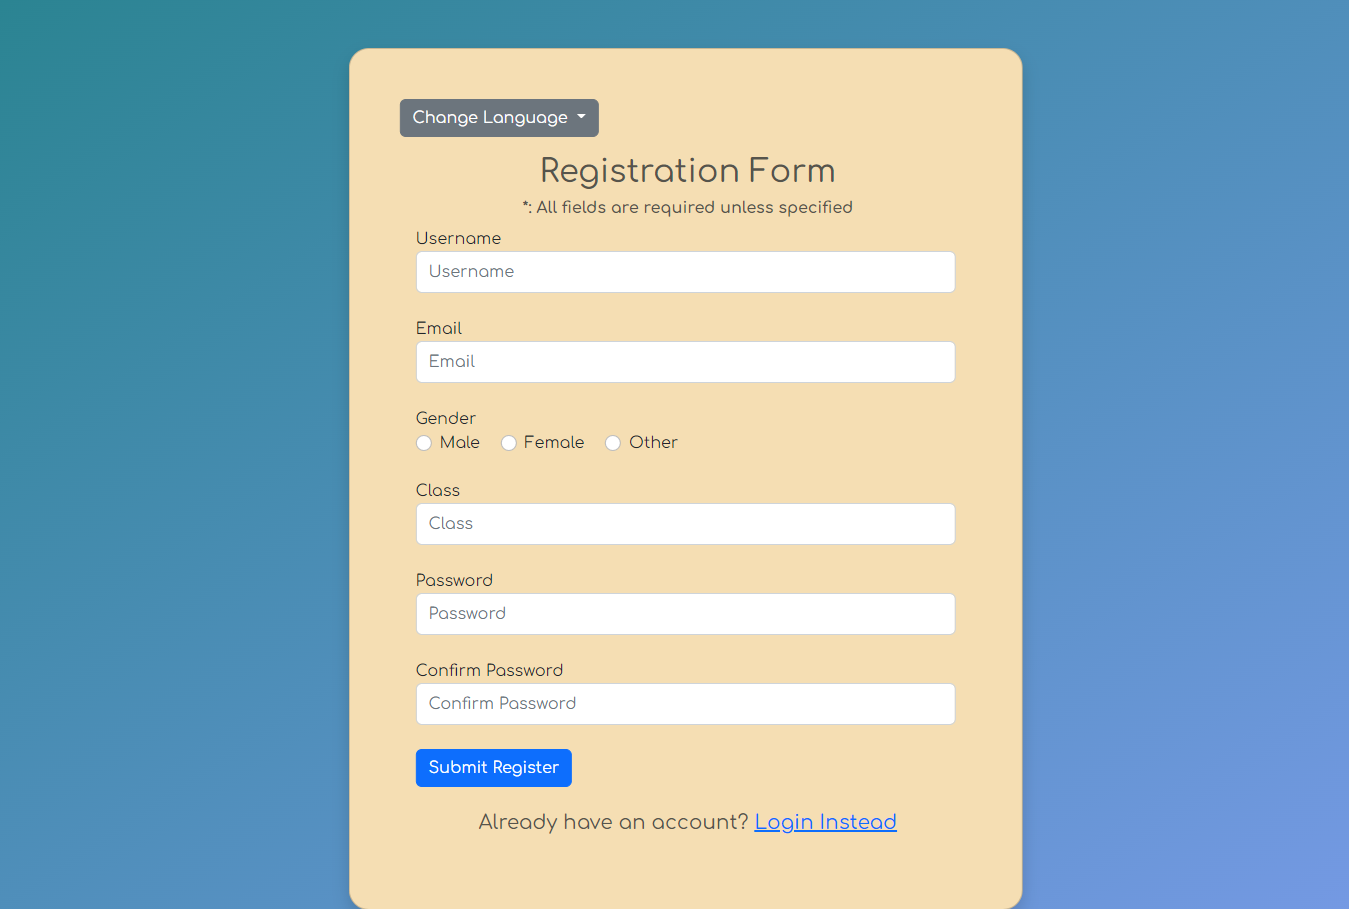 Change Language
Registration Form
*: All fields are required unless specified
Username
Username
Email
Email
Gender
Male Female Other
Class
Class
Password
Password
Confirm Password
Confirm Password
Submit Register
Already have an account? Login Instead